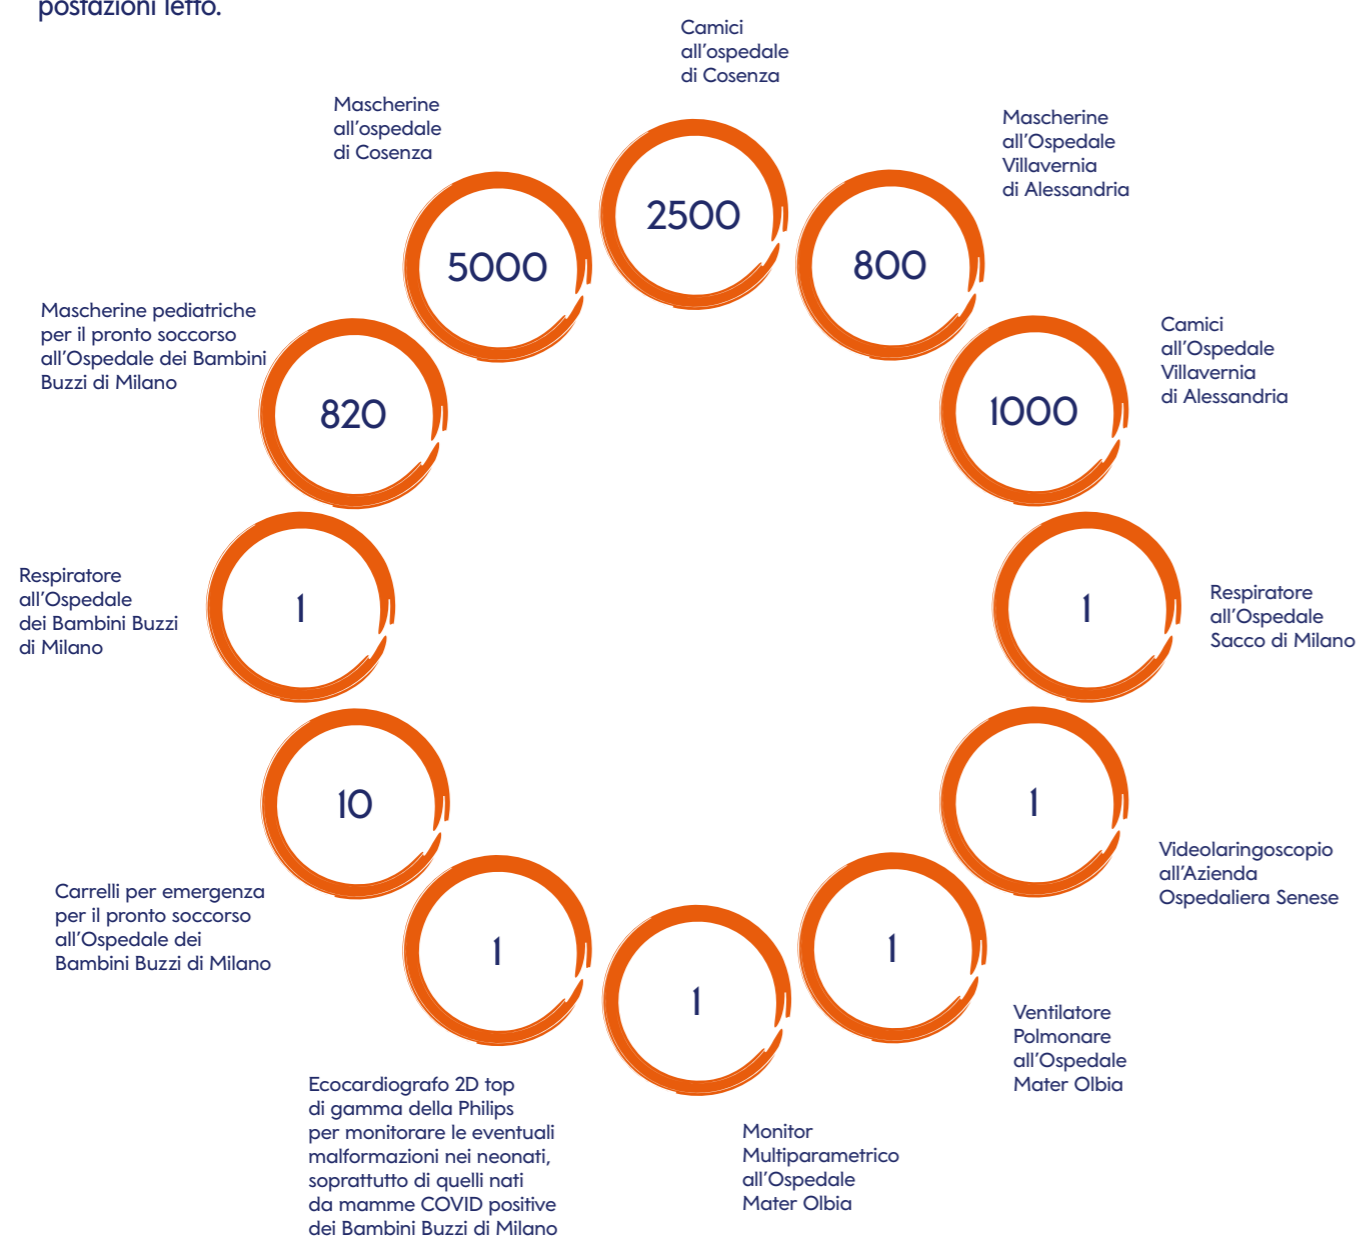 postazioni letto.
Camici
all'ospedale
di Cosenza
2500
Mascherine
all'Ospedale
Villavernia
di Alessandria
800
Camici
all'Ospedale
Villavernia
di Alessandria
1000
Respiratore
all'Ospedale
Sacco di Milano
1
Videolaringoscopio
all'Azienda
Ospedaliera Senese
1
Ventilatore
Polmonare
all'Ospedale
Mater Olbia
1
Monitor
Multiparametrico
all'Ospedale
Mater Olbia
1
Ecocardiografo 2D top
di gamma della Philips
per monitorare le eventuali
malformazioni nei neonati,
soprattutto di quelli nati
da mamme COVID positive
dei Bambini Buzzi di Milano
1
Carrelli per emergenza
per il pronto soccorso
all'Ospedale dei
Bambini Buzzi di Milano
10
Respiratore
all'Ospedale
dei Bambini Buzzi
di Milano
1
Mascherine pediatriche
per il pronto soccorso
all'Ospedale dei Bambini
Buzzi di Milano
820
Mascherine
all'ospedale
di Cosenza
5000